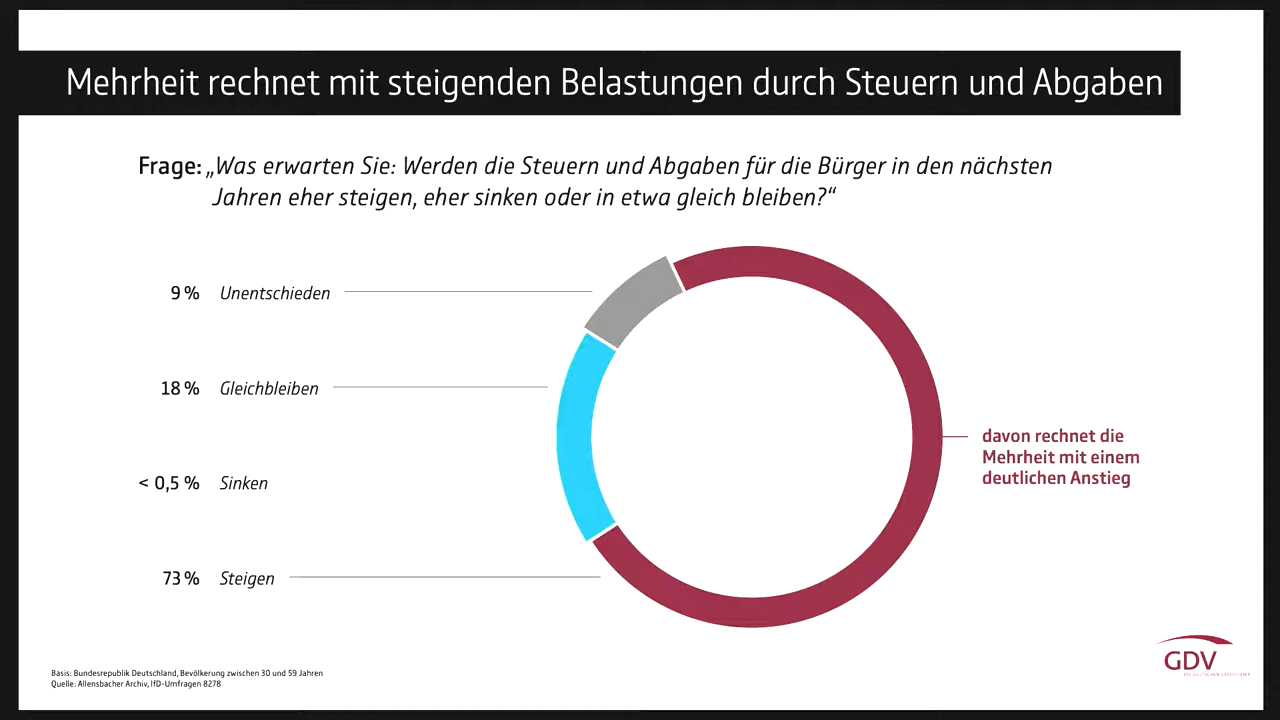 Mehrheit rechnet mit steigenden Belastungen durch Steuern und Abgaben
Frage: „Was erwarten Sie: Werden die Steuern und Abgaben für die Bürger in den nächsten
Jahren eher steigen, eher sinken oder in etwa gleich bleiben?“
9 % Unentschieden
18 % Gleichbleiben
< 0,5 % Sinken
73 % Steigen
davon rechnet die
Mehrheit mit einem
deutlichen Anstieg
Basis: Bundesrepublik Deutschland, Bevölkerung zwischen 30 und 59 Jahren
Quelle: Allensbacher Archiv, IfD-Umfragen 8278
GDV
DIE DEUTSCHEN VERSICHERER